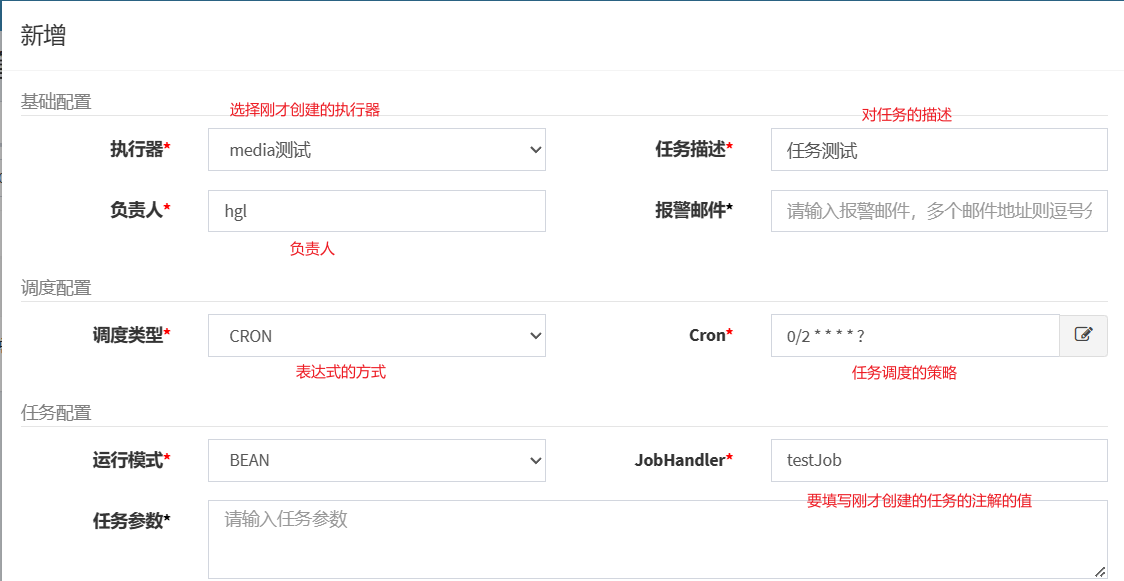 新增
基础配置
选择刚才创建的执行器
对任务的描述
执行器*
media测试
任务描述*
任务测试
负责人*
hgl
报警邮件*
请输入报警邮件，多个邮件地址则逗号分
负责人
调度配置
调度类型*
CRON
Cron*
0/2 * * * * ?
表达式的方式
任务调度的策略
任务配置
运行模式*
BEAN
JobHandler*
testJob
要填写刚才创建的任务的注解的值
任务参数*
请输入任务参数